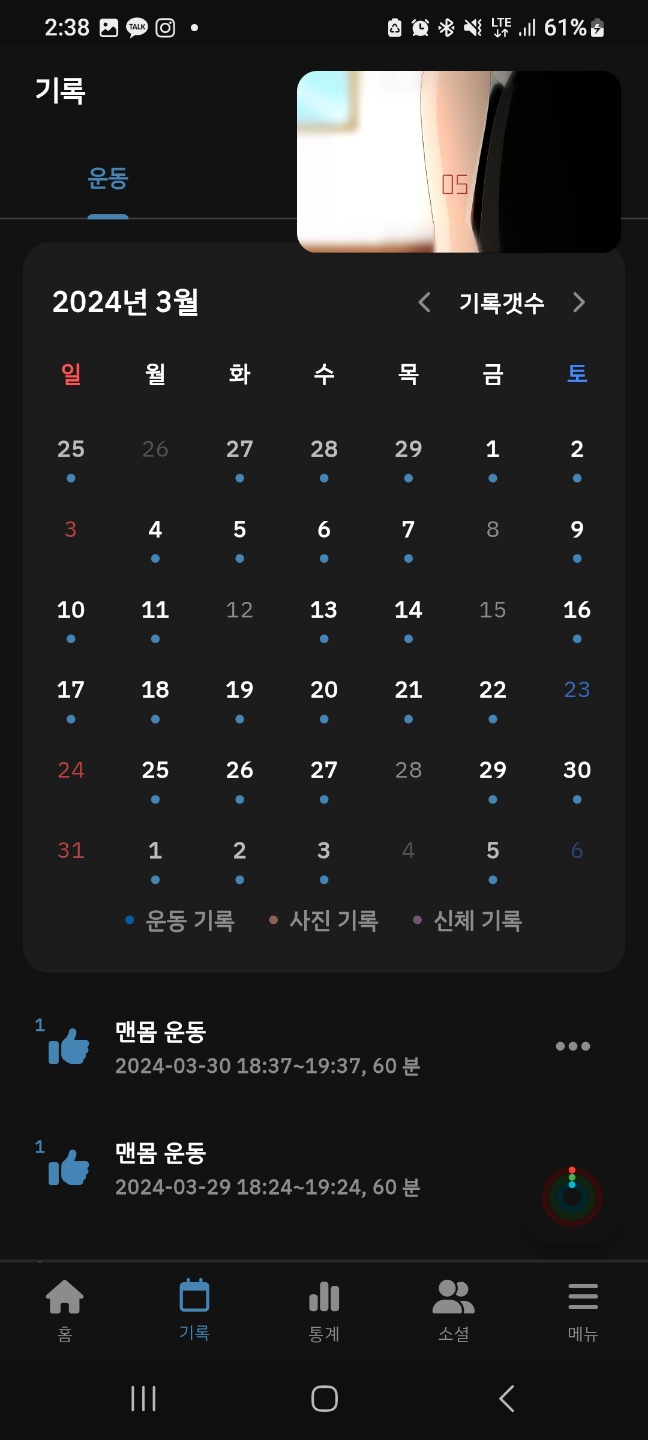 2:38 TALK LTE 61%
기록
운동
05
2024년 3월 기록갯수
일 월 화 수 목 금 토
25 26 27 28 29 1 2
3 4 5 6 7 8 9
10 11 12 13 14 15 16
17 18 19 20 21 22 23
24 25 26 27 28 29 30
31 1 2 3 4 5 6
운동 기록 사진 기록 신체 기록
1
맨몸 운동
2024-03-30 18:37~19:37, 60 분
1
맨몸 운동
2024-03-29 18:24~19:24, 60 분
홈 기록 통계 소셜 메뉴